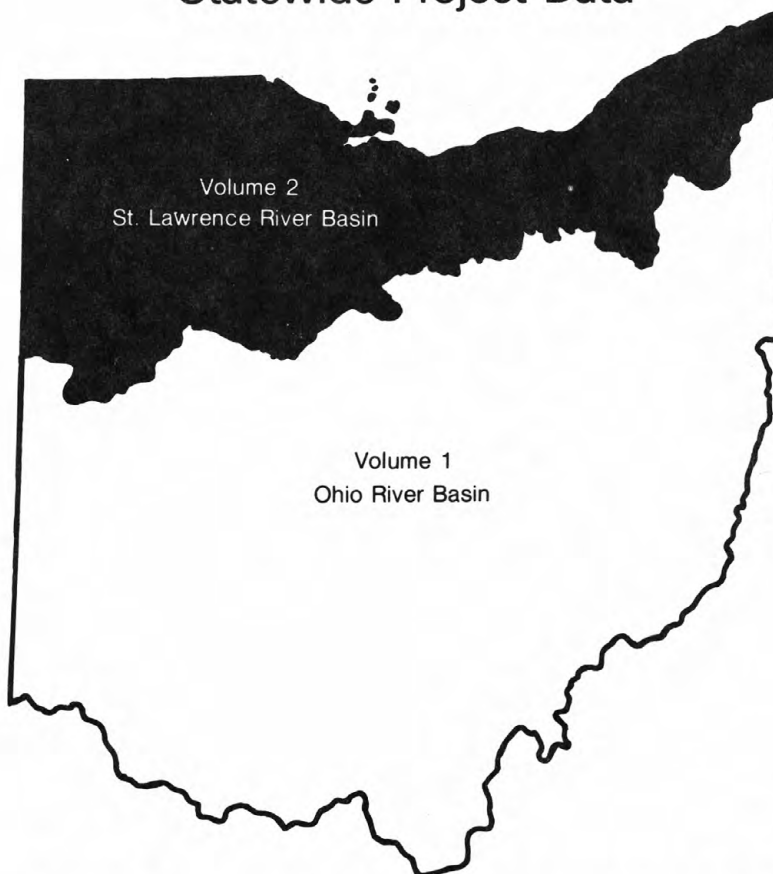 Statewide Project Data
Volume 2
St. Lawrence River Basin
Volume 1
Ohio River Basin